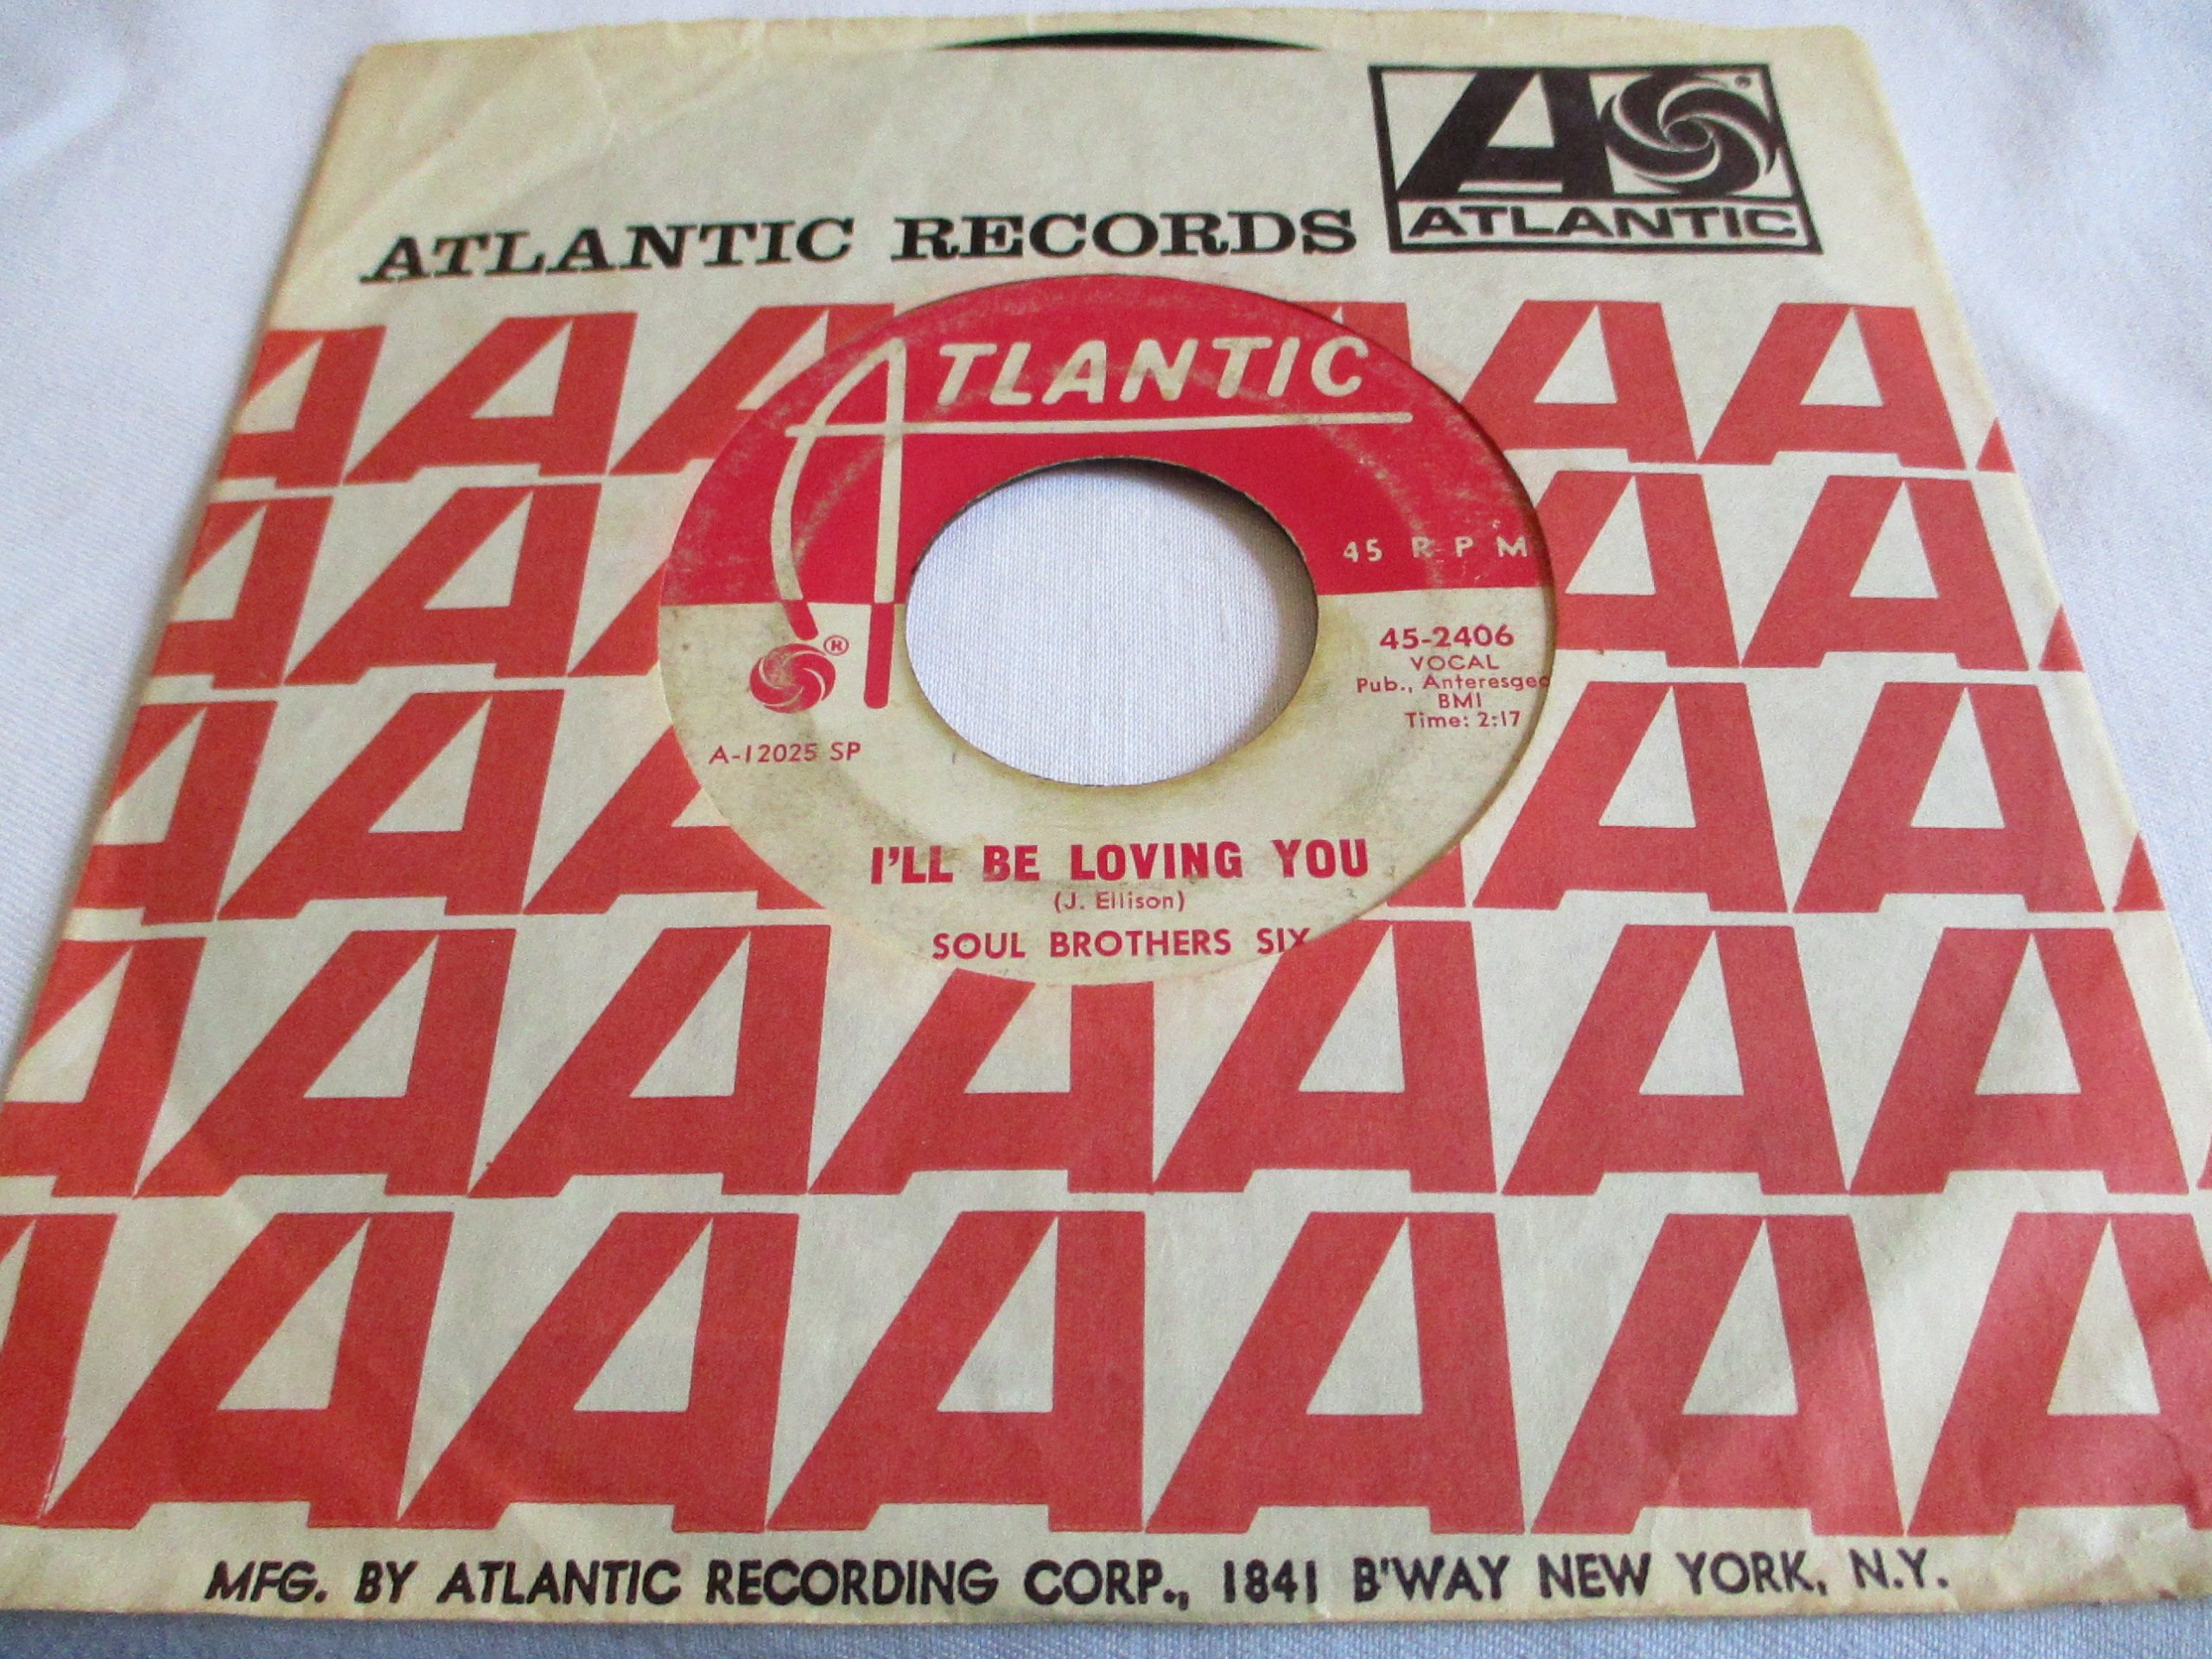 ATLANTIC
ATLANTIC RECORDS
ATLANTIC
45 RPM
45-2406
VOCAL
Pub., 
BMI
Time: 2:17
A-12025 SP
I'LL BE LOVING YOU
(J. Ellison)
SOUL BROTHERS SIX
MFG. BY ATLANTIC RECORDING CORP., 1841 B'WAY NEW YORK, N.Y.